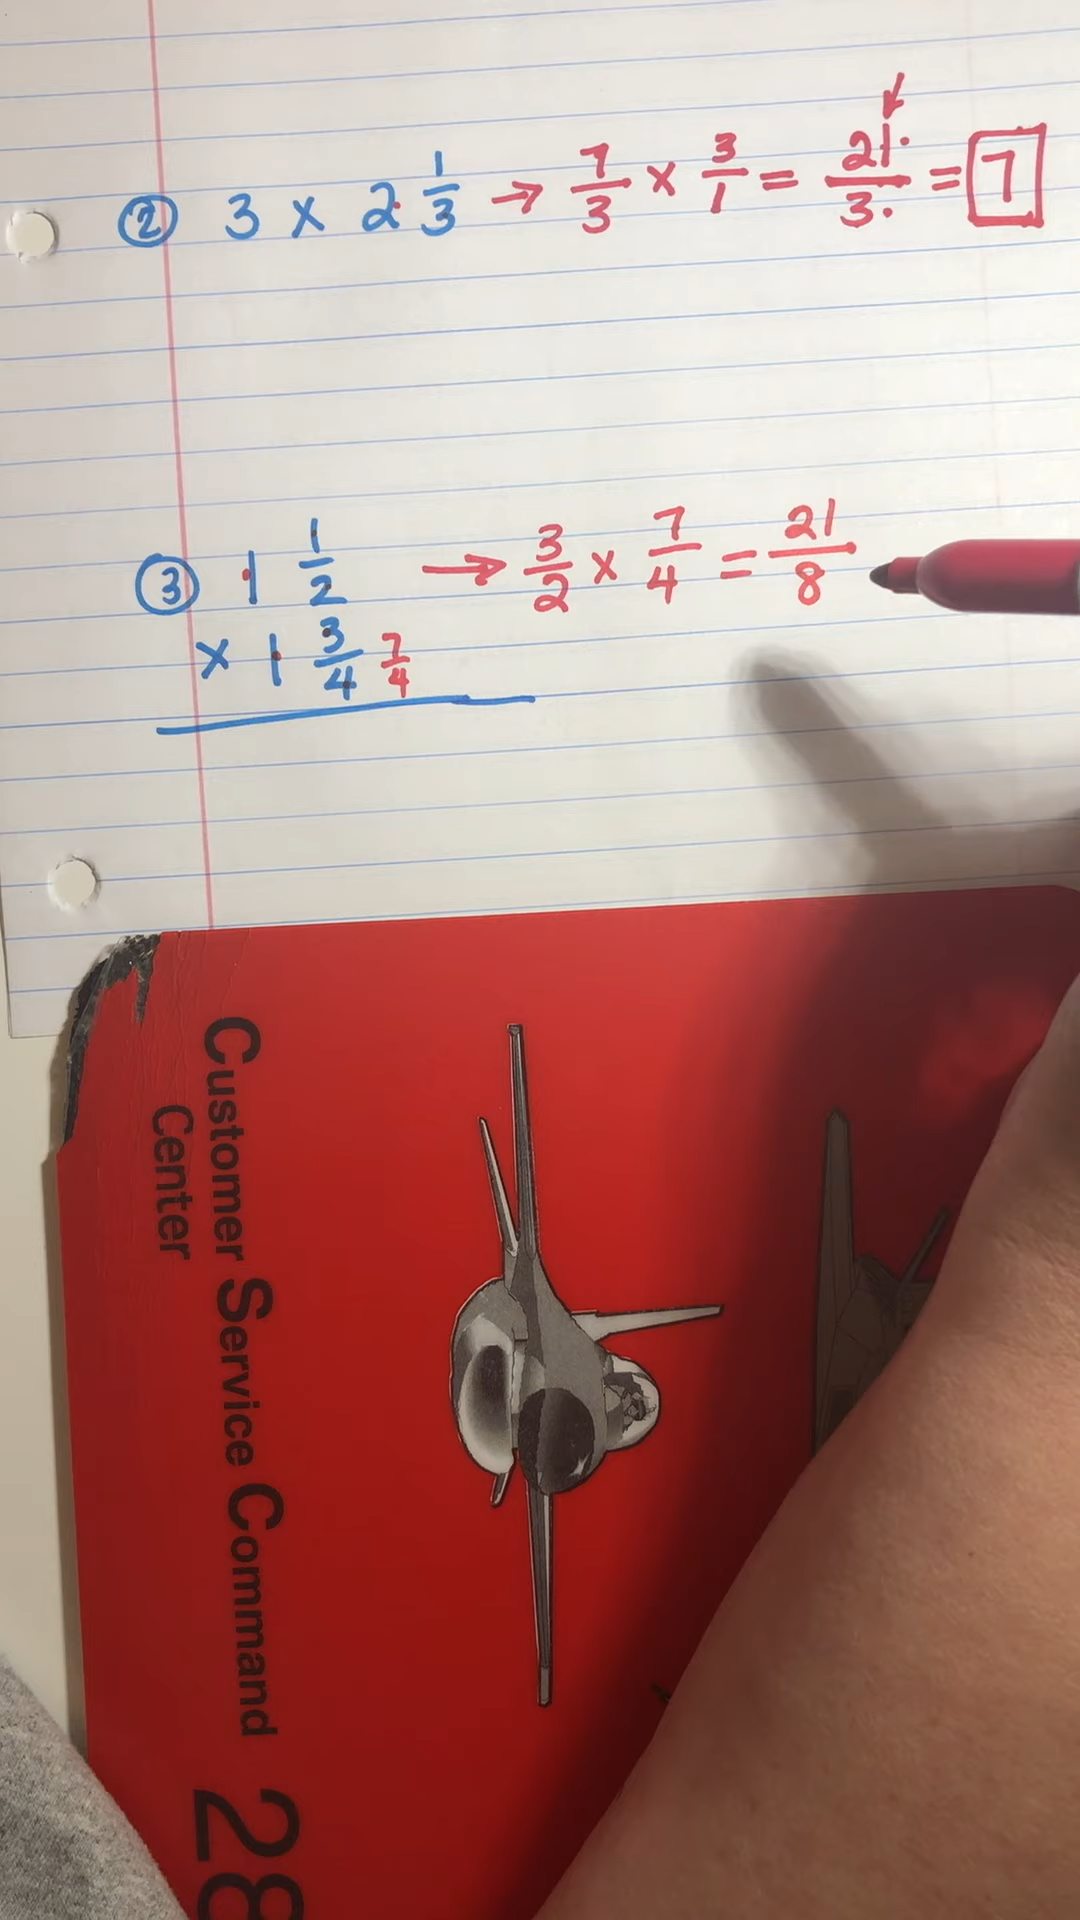 ② 3 x 2 1/3 → 7/3 x 3/1 = 21/3 = 7
③ 1 1/2 → 3/2 x 7/4 = 21/8
x 1 3/4 7/4
Customer Service Command
Center
28